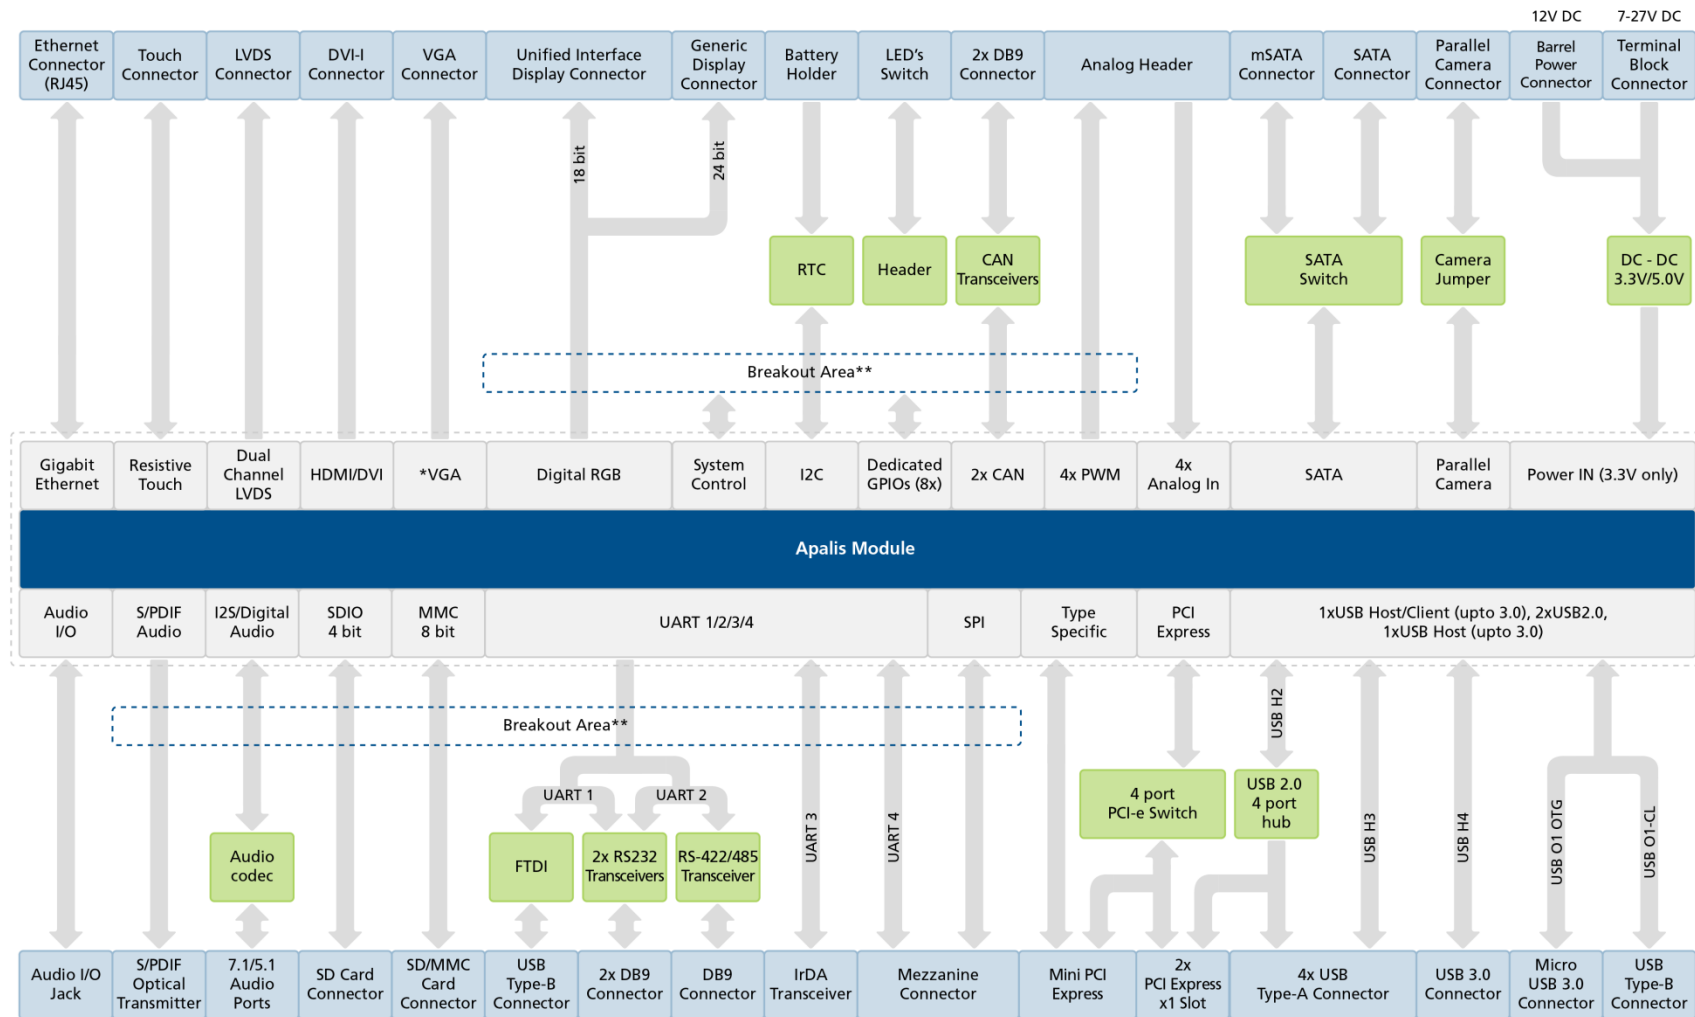 12V DC
7-27V DC
Ethernet
Connector
(RJ45)
Touch
Connector
LVDS
Connector
DVI-I
Connector
VGA
Connector
Unified Interface
Display Connector
Generic
Display
Connector
Battery
Holder
LED's
Switch
2x DB9
Connector
Analog Header
mSATA
Connector
SATA
Connector
Parallel
Camera
Connector
Barrel
Power
Connector
Terminal
Block
Connector
18 bit
24 bit
RTC
Header
CAN
Transceivers
SATA
Switch
Camera
Jumper
DC - DC
3.3V/5.0V
Breakout Area**
Gigabit
Ethernet
Resistive
Touch
Dual
Channel
LVDS
HDMI/DVI
*VGA
Digital RGB
System
Control
I2C
Dedicated
GPIOs (8x)
2x CAN
4x PWM
4x
Analog In
SATA
Parallel
Camera
Power IN (3.3V only)
Apalis Module
Audio
I/O
S/PDIF
Audio
I2S/Digital
Audio
SDIO
4 bit
MMC
8 bit
UART 1/2/3/4
SPI
Type
Specific
PCI
Express
1xUSB Host/Client (upto 3.0), 2xUSB2.0,
1xUSB Host (upto 3.0)
Breakout Area**
USB H2
UART 1
UART 2
UART 3
UART 4
4 port
PCI-e Switch
USB 2.0
4 port
hub
USB H3
USB H4
USB O1 OTG
USB O1-CL
Audio
codec
FTDI
2x RS232
Transceivers
RS-422/485
Transceiver
Audio I/O
Jack
S/PDIF
Optical
Transmitter
7.1/5.1
Audio
Ports
SD Card
Connector
SD/MMC
Card
Connector
USB
Type-B
Connector
2x DB9
Connector
DB9
Connector
IrDA
Transceiver
Mezzanine
Connector
Mini PCI
Express
2x
PCI Express
x1 Slot
4x USB
Type-A Connector
USB 3.0
Connector
Micro
USB 3.0
Connector
USB
Type-B
Connector